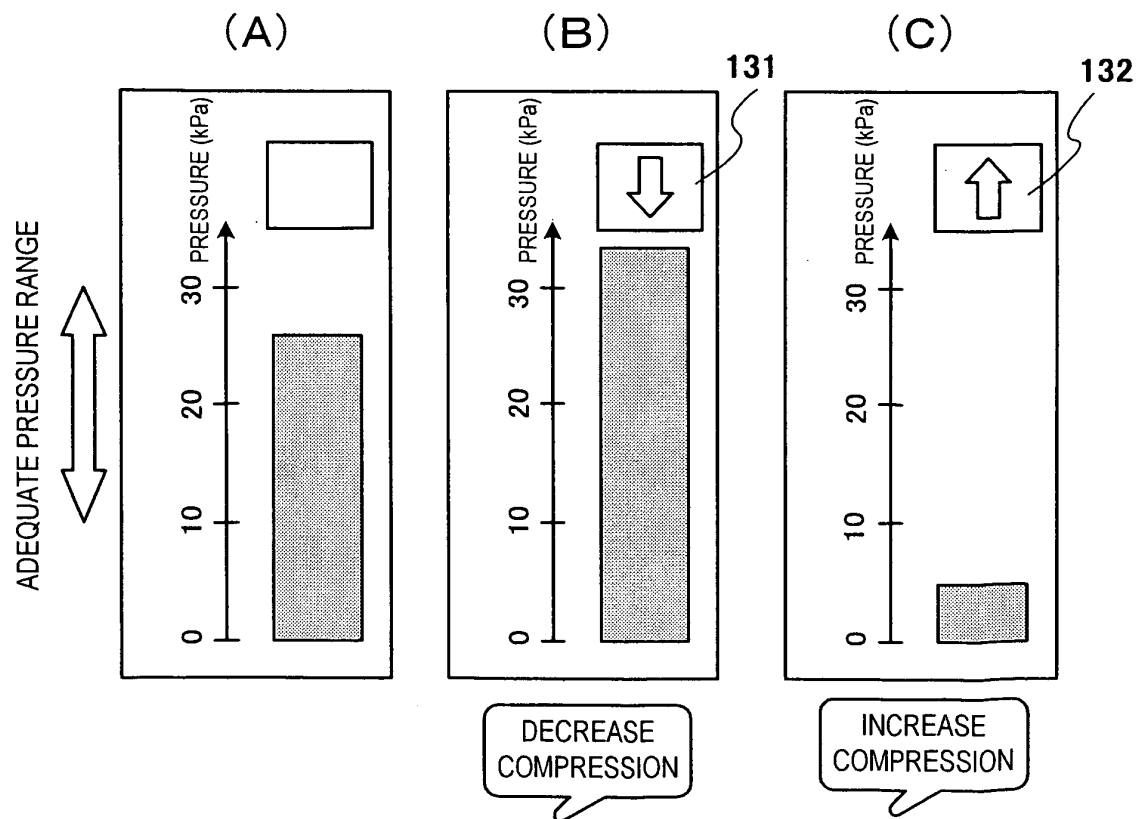 (A)
(B)
(C)
131
132
ADEQUATE PRESSURE RANGE
PRESSURE (kPa)
30
20
10
0
PRESSURE (kPa)
30
20
10
0
PRESSURE (kPa)
30
20
10
0
DECREASE
COMPRESSION
INCREASE
COMPRESSION